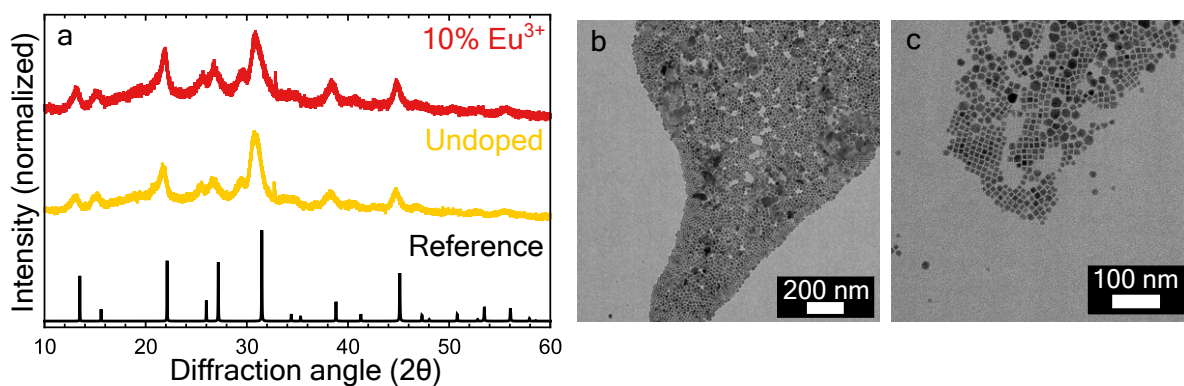 a
10% Eu³⁺
Undoped
Reference
Intensity (normalized)
10 20 30 40 50 60
Diffraction angle (2θ)
b
200 nm
c
100 nm